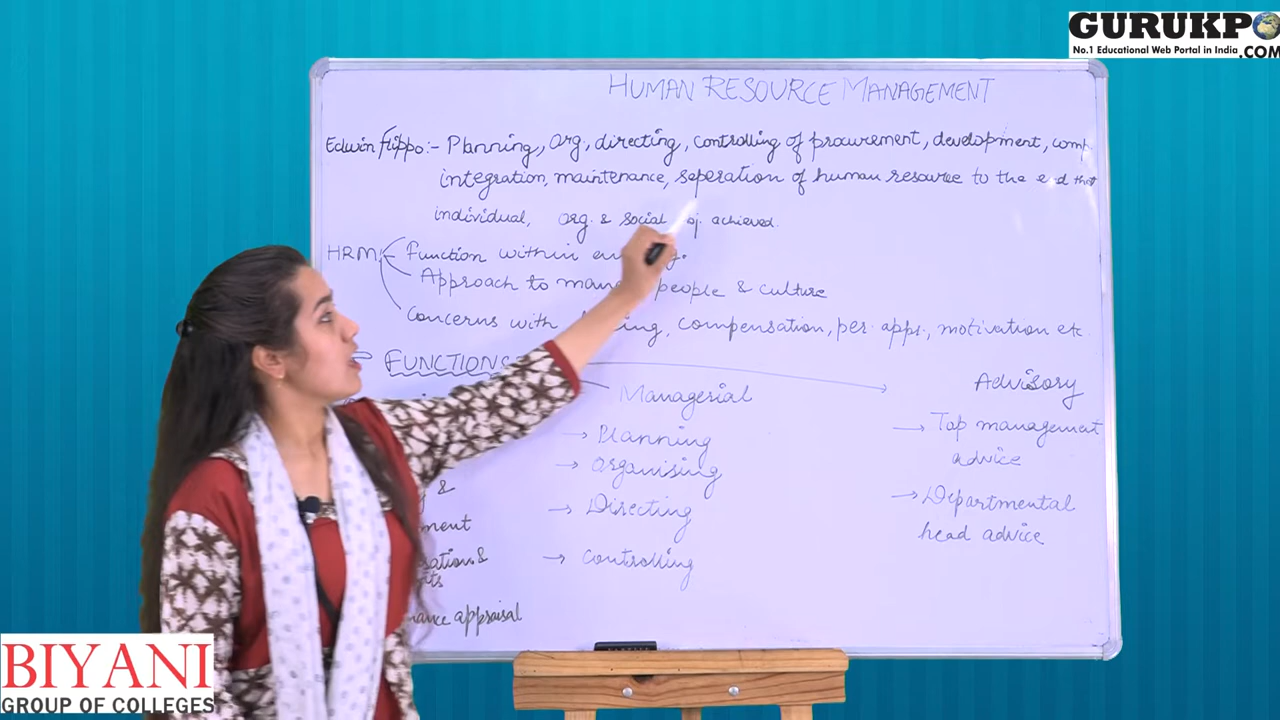 GURUKPO
No.1 Educational Web Portal in India
.COM
HUMAN RESOURCE MANAGEMENT
Edwin flippo:- Planning, org., directing, controlling of procurement, development, comp.
integration, maintenance, seperation of human resource to the end that
individual, org. & social oj. achieved.
HRM Function within
Approach to people & culture
Concerns with compensation, per. apps., motivation etc.
FUNCTIONS
Managerial
Advisory
→ Planning
→ Organising
→ Directing
→ Controlling
→ Top management
advice
→ Departmental
head advice
&
appraisal
BIYANI
GROUP OF COLLEGES